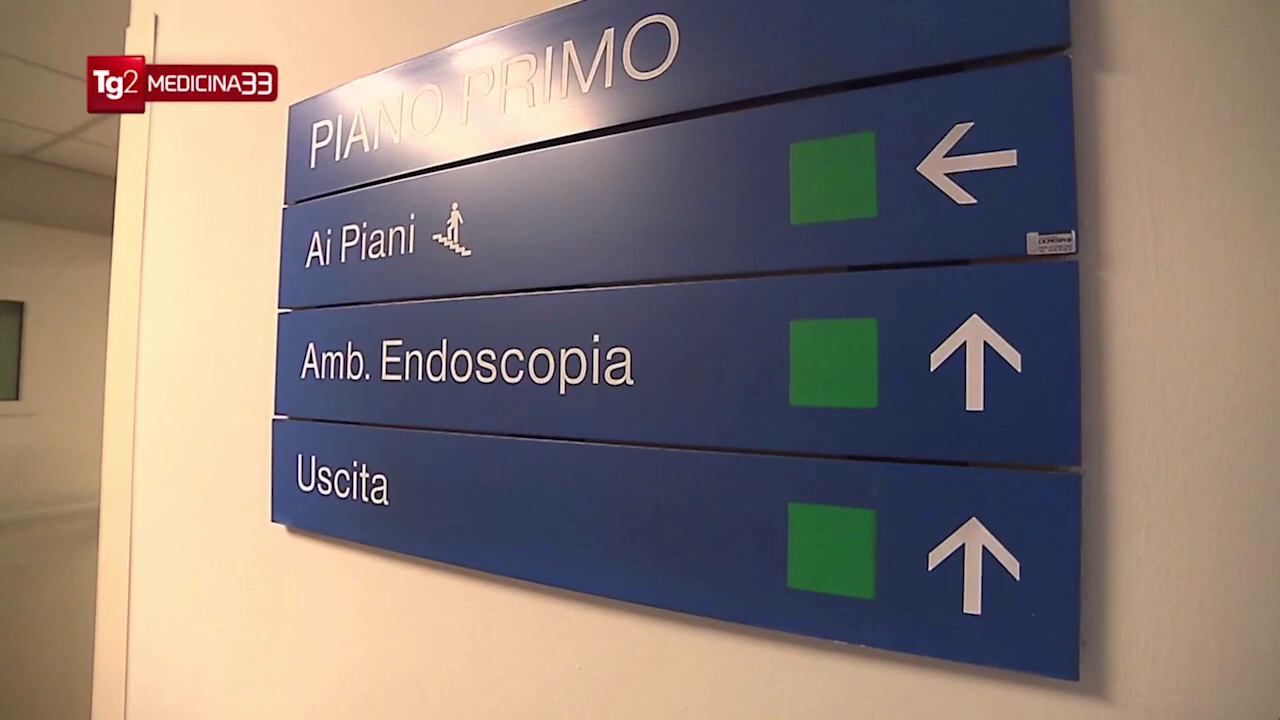 Tg2 MEDICINA33
PIANO PRIMO
Ai Piani
Amb. Endoscopia
Uscita